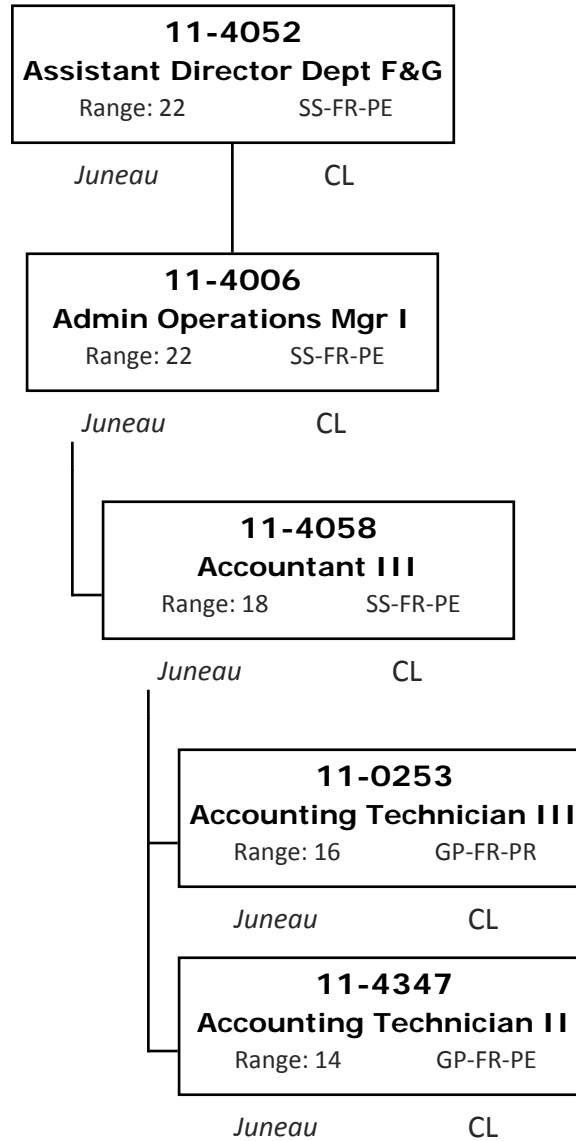 11-4052
Assistant Director Dept F&G
Range: 22 SS-FR-PE
Juneau CL
11-4006
Admin Operations Mgr I
Range: 22 SS-FR-PE
Juneau CL
11-4058
Accountant III
Range: 18 SS-FR-PE
Juneau CL
11-0253
Accounting Technician III
Range: 16 GP-FR-PR
Juneau CL
11-4347
Accounting Technician II
Range: 14 GP-FR-PE
Juneau CL